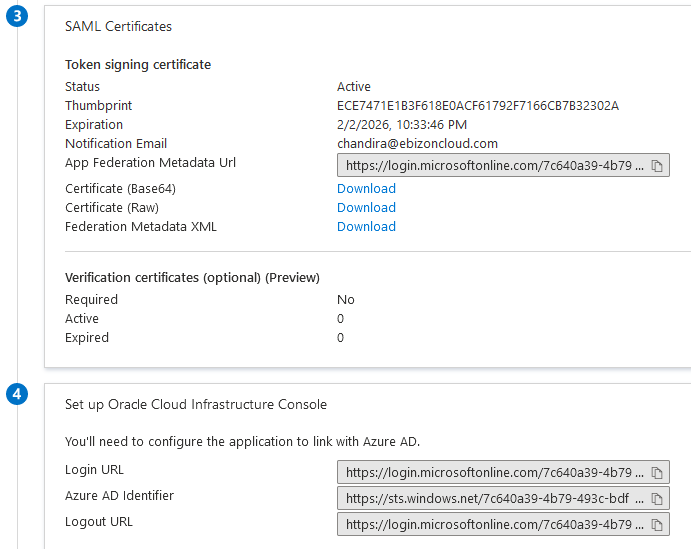 3
SAML Certificates
Token signing certificate
Status Active
Thumbprint ECE7471E1B3F618E0ACF61792F7166CB7B32302A
Expiration 2/2/2026, 10:33:46 PM
Notification Email chandira@ebizoncloud.com
App Federation Metadata Url https://login.microsoftonline.com/7c640a39-4b79 ...
Certificate (Base64) Download
Certificate (Raw) Download
Federation Metadata XML Download
Verification certificates (optional) (Preview)
Required No
Active 0
Expired 0
4
Set up Oracle Cloud Infrastructure Console
You'll need to configure the application to link with Azure AD.
Login URL https://login.microsoftonline.com/7c640a39-4b79 ...
Azure AD Identifier https://sts.windows.net/7c640a39-4b79-493c-bdf ...
Logout URL https://login.microsoftonline.com/7c640a39-4b79 ...